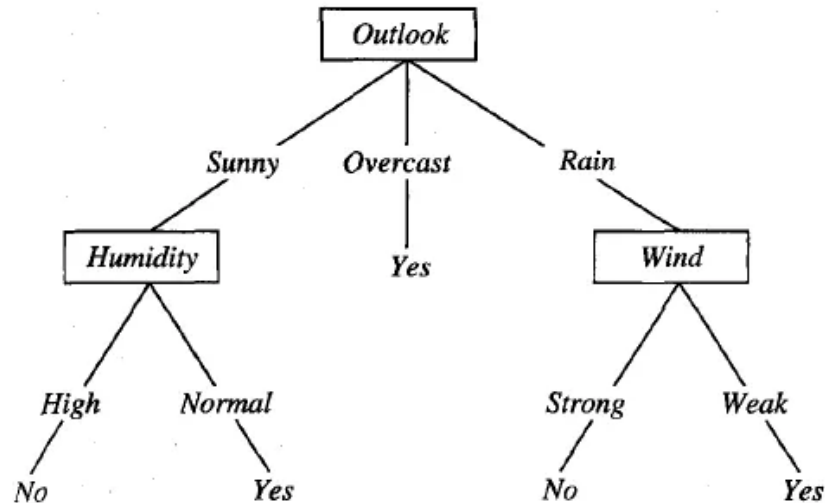 Outlook
Sunny Overcast Rain
Humidity Yes Wind
High Normal Strong Weak
No Yes No Yes